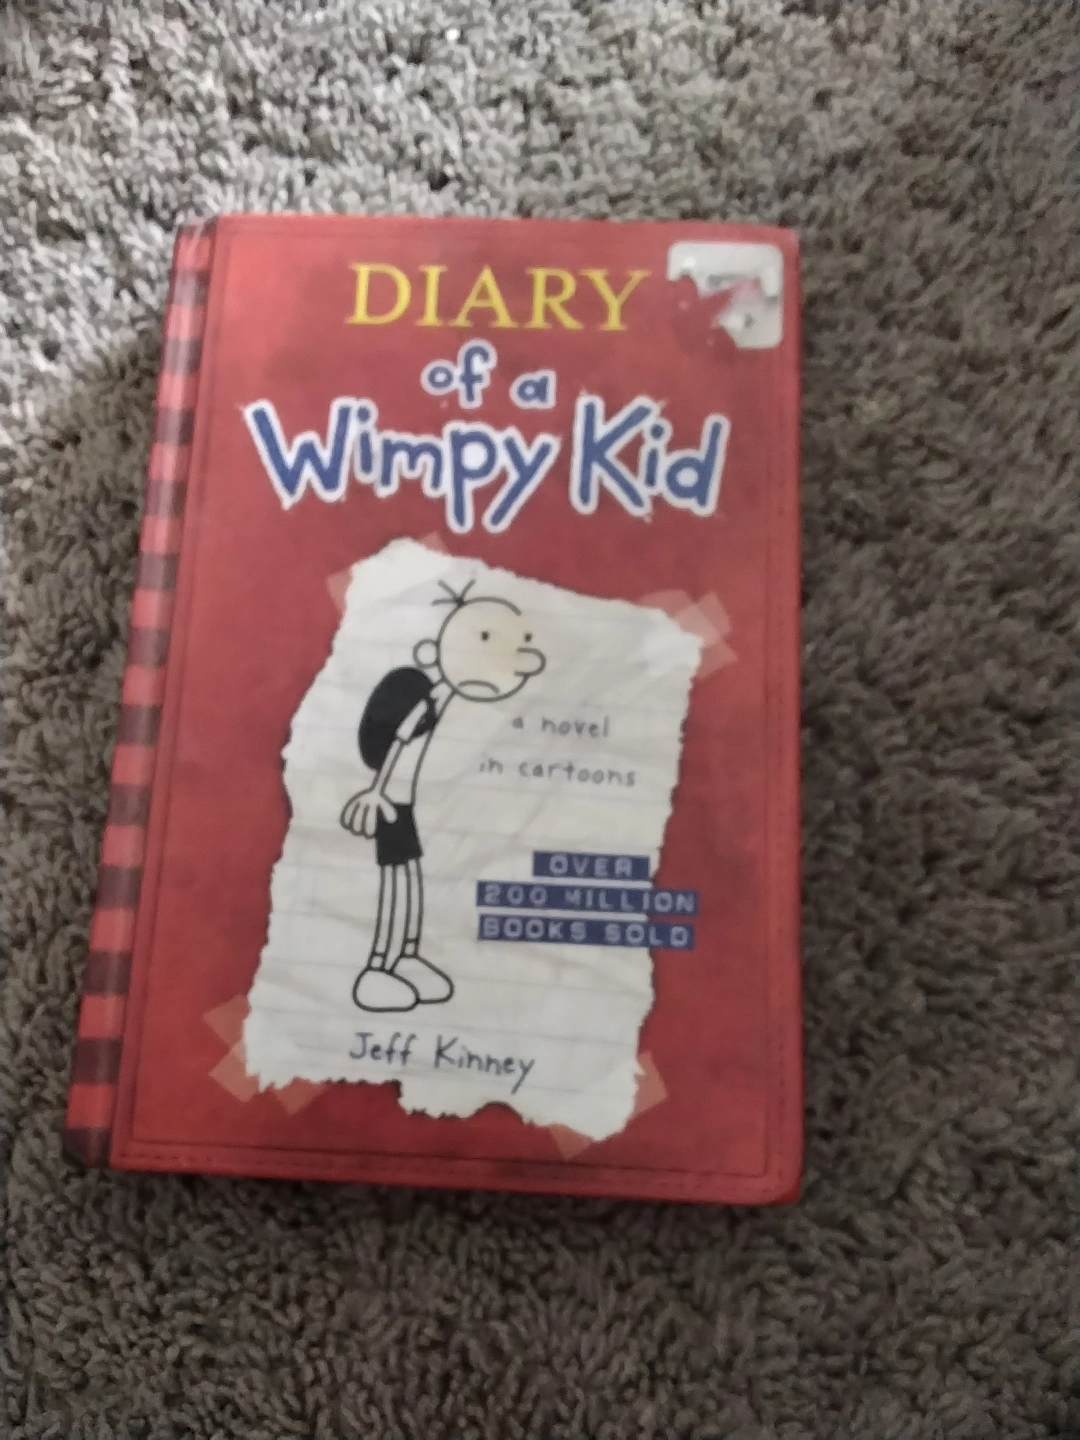 DIARY
of a
Wimpy Kid
a novel
in cartoons
OVER
200 MILLION
BOOKS SOLD
Jeff Kinney